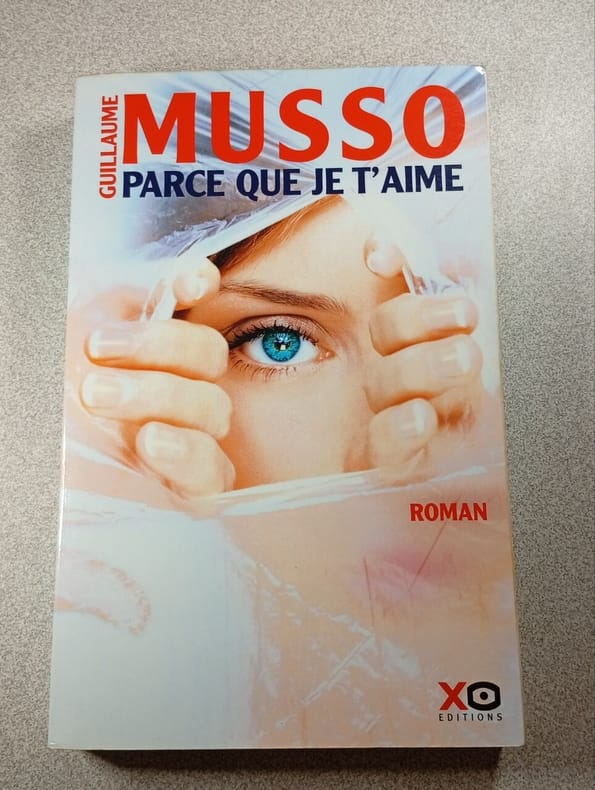 GUILLAUME
MUSSO
PARCE QUE JE T'AIME
ROMAN
XO
EDITIONS